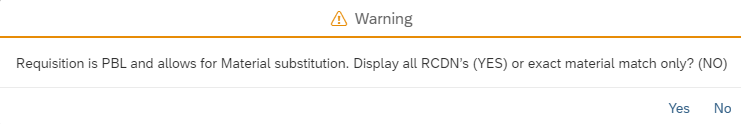 Warning
Requisition is PBL and allows for Material substitution. Display all RCDN's (YES) or exact material match only? (NO)
Yes No